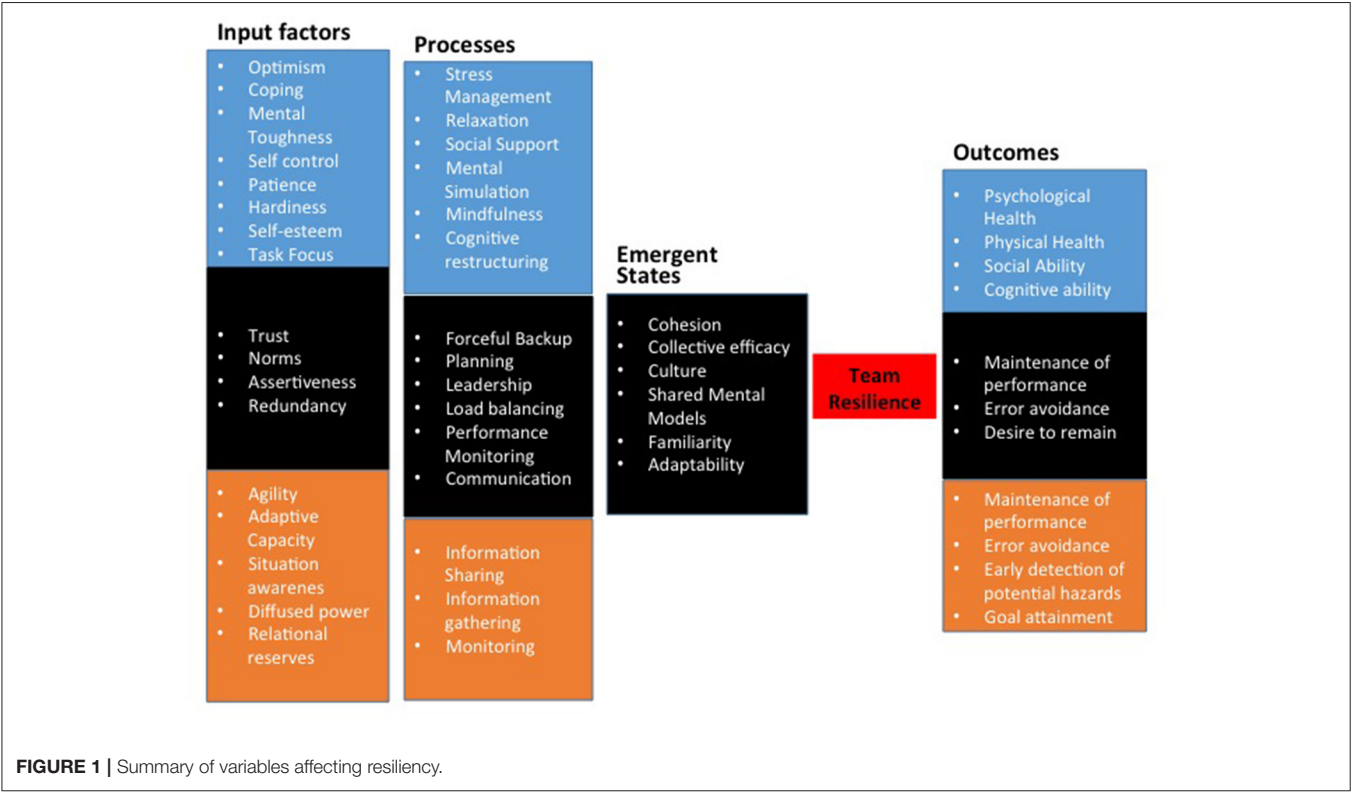 Input factors
• Optimism
• Coping
• Mental
Toughness
• Self control
• Patience
• Hardiness
• Self-esteem
• Task Focus
• Trust
• Norms
• Assertiveness
• Redundancy
• Agility
• Adaptive
Capacity
• Situation
awarenes
• Diffused power
• Relational
reserves
Processes
• Stress
Management
• Relaxation
• Social Support
• Mental
Simulation
• Mindfulness
• Cognitive
restructuring
• Forceful Backup
• Planning
• Leadership
• Load balancing
• Performance
Monitoring
• Communication
• Information
Sharing
• Information
gathering
• Monitoring
Emergent
States
• Cohesion
• Collective efficacy
• Culture
• Shared Mental
Models
• Familiarity
• Adaptability
Team
Resilience
Outcomes
• Psychological
Health
• Physical Health
• Social Ability
• Cognitive ability
• Maintenance of
performance
• Error avoidance
• Desire to remain
• Maintenance of
performance
• Error avoidance
• Early detection of
potential hazards
• Goal attainment
FIGURE 1 | Summary of variables affecting resiliency.